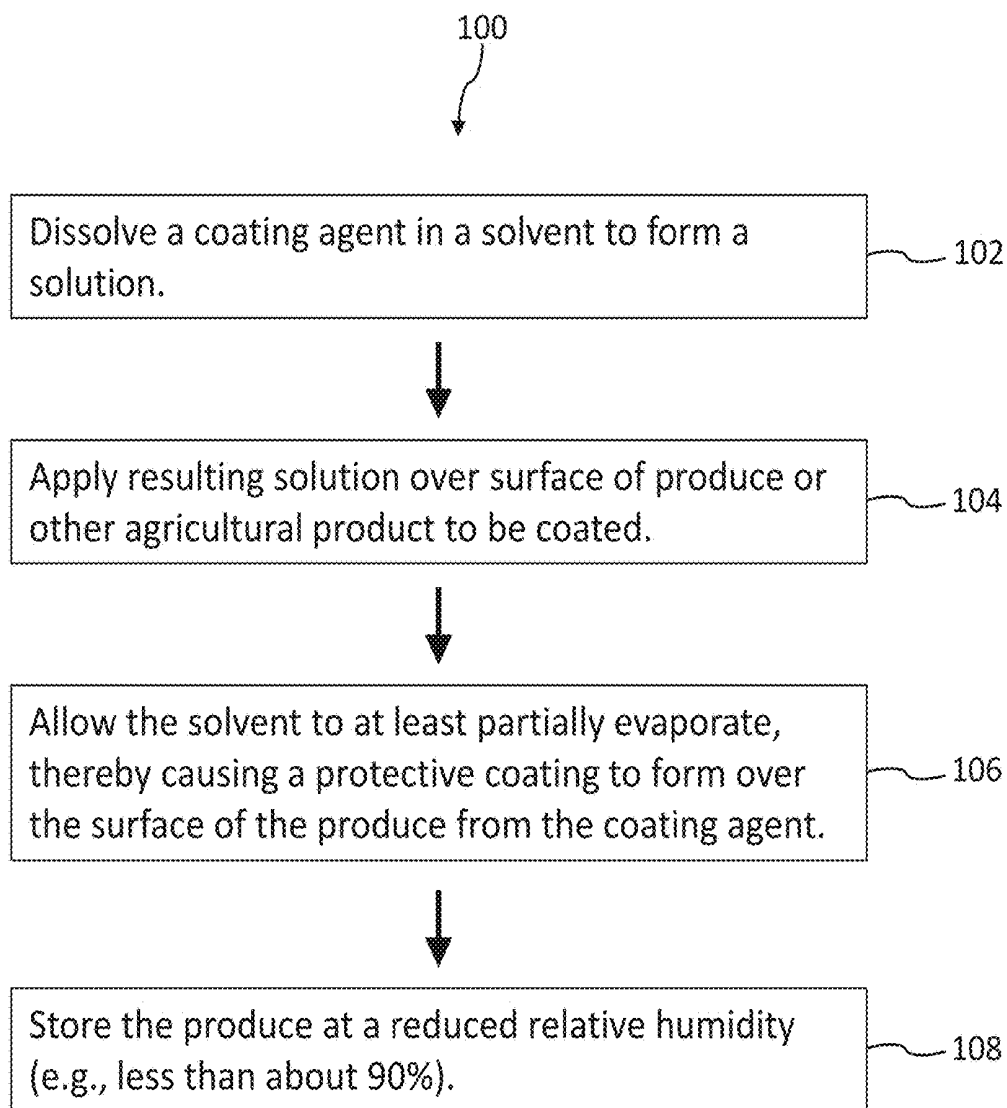 100
Dissolve a coating agent in a solvent to form a
solution.
102
Apply resulting solution over surface of produce or
other agricultural product to be coated.
104
Allow the solvent to at least partially evaporate,
thereby causing a protective coating to form over
the surface of the produce from the coating agent.
106
Store the produce at a reduced relative humidity
(e.g., less than about 90%).
108